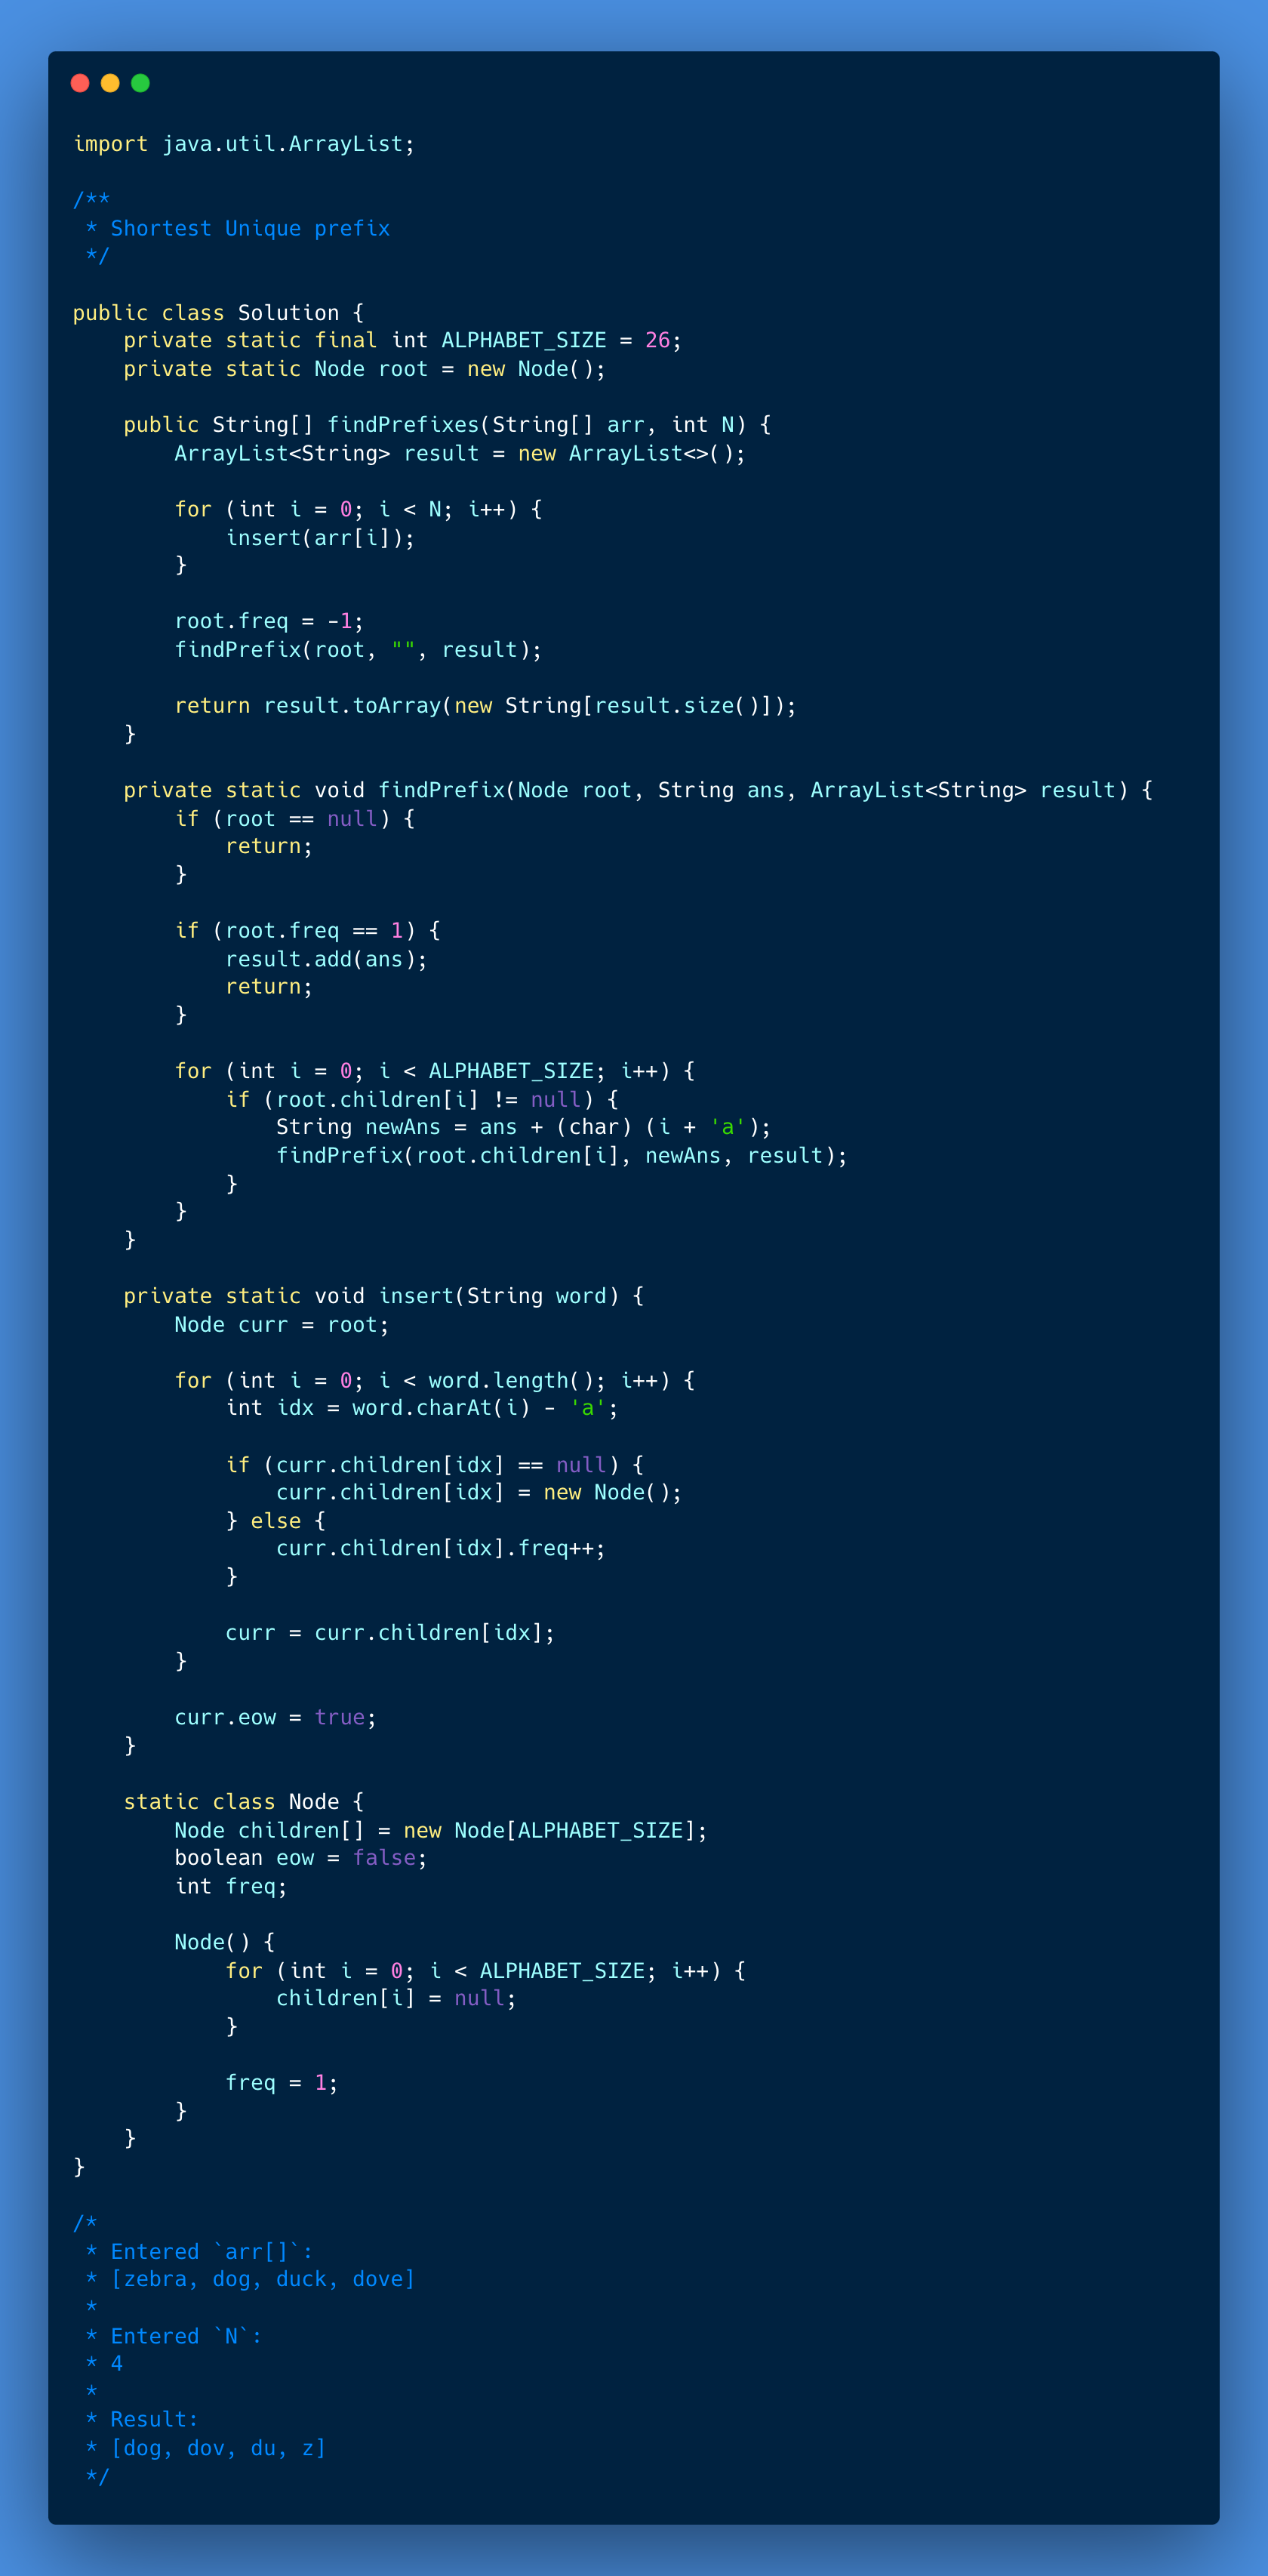 import java.util.ArrayList;

/**
 * Shortest Unique prefix
 */

public class Solution {
    private static final int ALPHABET_SIZE = 26;
    private static Node root = new Node();

    public String[] findPrefixes(String[] arr, int N) {
        ArrayList<String> result = new ArrayList<>();

        for (int i = 0; i < N; i++) {
            insert(arr[i]);
        }

        root.freq = -1;
        findPrefix(root, "", result);

        return result.toArray(new String[result.size()]);
    }

    private static void findPrefix(Node root, String ans, ArrayList<String> result) {
        if (root == null) {
            return;
        }

        if (root.freq == 1) {
            result.add(ans);
            return;
        }

        for (int i = 0; i < ALPHABET_SIZE; i++) {
            if (root.children[i] != null) {
                String newAns = ans + (char) (i + 'a');
                findPrefix(root.children[i], newAns, result);
            }
        }
    }

    private static void insert(String word) {
        Node curr = root;

        for (int i = 0; i < word.length(); i++) {
            int idx = word.charAt(i) - 'a';

            if (curr.children[idx] == null) {
                curr.children[idx] = new Node();
            } else {
                curr.children[idx].freq++;
            }

            curr = curr.children[idx];
        }

        curr.eow = true;
    }

    static class Node {
        Node children[] = new Node[ALPHABET_SIZE];
        boolean eow = false;
        int freq;

        Node() {
            for (int i = 0; i < ALPHABET_SIZE; i++) {
                children[i] = null;
            }

            freq = 1;
        }
    }
}

/*
 * Entered `arr[]`:
 * [zebra, dog, duck, dove]
 *
 * Entered `N`:
 * 4
 *
 * Result:
 * [dog, dov, du, z]
 */